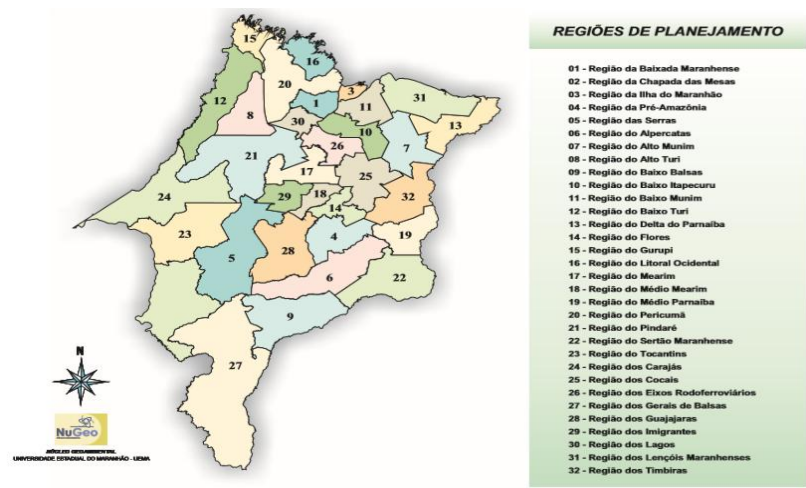 REGIÕES DE PLANEJAMENTO
01 - Região da Baixada Maranhense
02 - Região da Chapada das Mesas
03 - Região da Ilha do Maranhão
04 - Região da Pré-Amazônia
05 - Região das Serras
06 - Região do Alpercatas
07 - Região do Alto Munim
08 - Região do Alto Turi
09 - Região do Baixo Balsas
10 - Região do Baixo Itapecuru
11 - Região do Baixo Munim
12 - Região do Baixo Turi
13 - Região do Delta do Parnaíba
14 - Região do Flores
15 - Região do Gurupi
16 - Região do Litoral Ocidental
17 - Região do Mearim
18 - Região do Médio Mearim
19 - Região do Médio Parnaíba
20 - Região do Pericumã
21 - Região do Pindaré
22 - Região do Sertão Maranhense
23 - Região do Tocantins
24 - Região dos Carajás
25 - Região dos Cocais
26 - Região dos Eixos Rodoferroviários
27 - Região dos Gerais de Balsas
28 - Região dos Guajajaras
29 - Região dos Imigrantes
30 - Região dos Lagos
31 - Região dos Lençóis Maranhenses
32 - Região dos Timbiras
15
16
20
3
31
12
1
11
8
30
13
10
7
26
21
17
25
24
29
18
32
14
23
4
19
28
5
6
22
9
27
N
NuGeo
NÚCLEO GEOAMBIENTAL
UNIVERSIDADE ESTADUAL DO MARANHÃO - UEMA